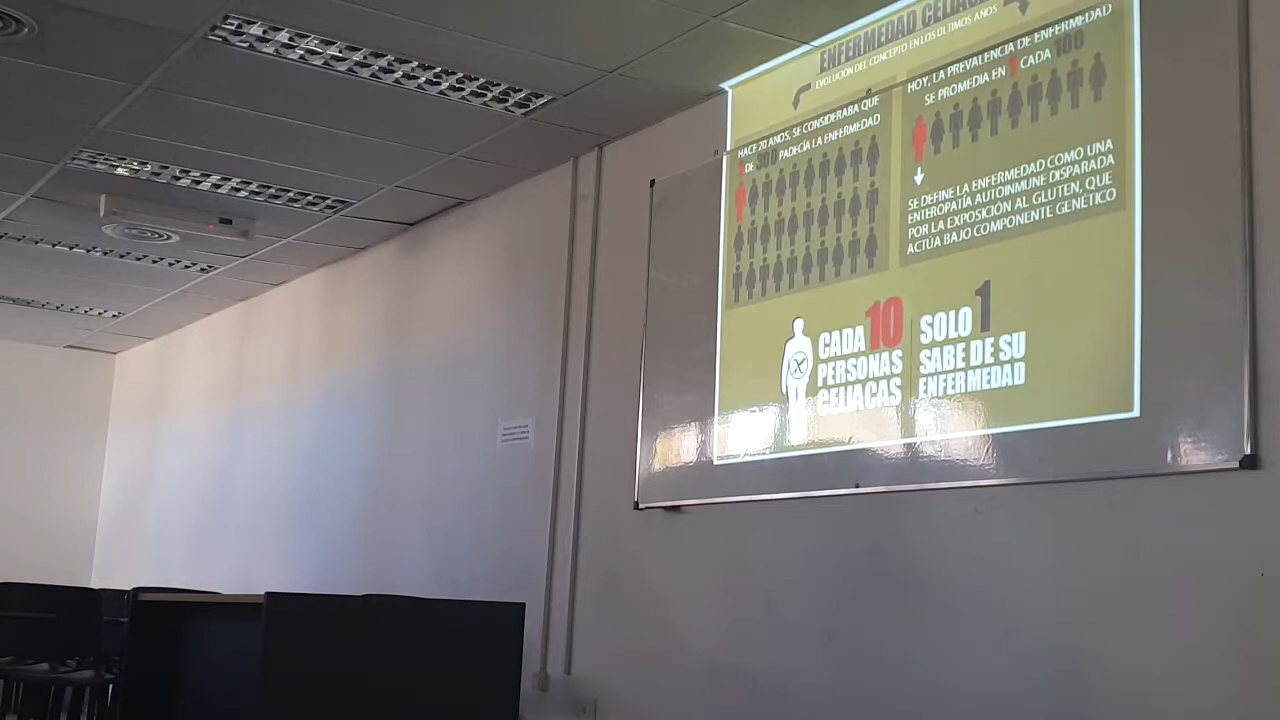 ENFERMEDAD CELIAC
EVOLUCIÓN DEL CONCEPTO EN LOS ÚLTIMOS AÑOS
HACE 20 AÑOS, SE CONSIDERABA QUE
1 DE 300 PADECÍA LA ENFERMEDAD
HOY, LA PREVALENCIA DE ENFERMEDAD
SE PROMEDIA EN 1 CADA 100
SE DEFINE LA ENFERMEDAD COMO UNA
ENTEROPATÍA AUTOINMUNE DISPARADA
POR LA EXPOSICIÓN AL GLUTEN, QUE
ACTÚA BAJO COMPONENTE GENÉTICO
CADA 10
PERSONAS
CELIACAS
SOLO 1
SABE DE SU
ENFERMEDAD